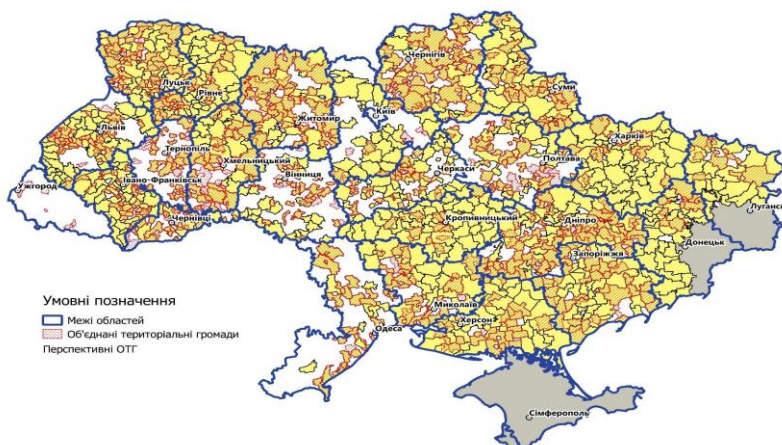 Чернігів
Луцьк
Рівне
Суми
Київ
Житомир
Львів
Харків
Тернопіль
Хмельницький
Полтава
Черкаси
Вінниця
Ужгород
Івано-Франківськ
Луганськ
Чернівці
Кропивницький
Дніпро
Донецьк
Запоріжжя
Умовні позначення
Межі областей
Об'єднані територіальні громади
Перспективні ОТГ
Миколаїв
Херсон
Одеса
Сімферополь